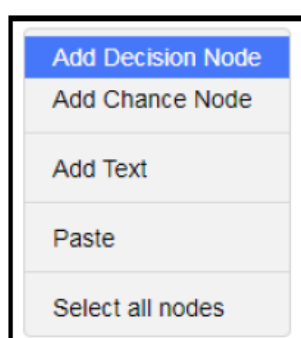 Add Decision Node
Add Chance Node
Add Text
Paste
Select all nodes